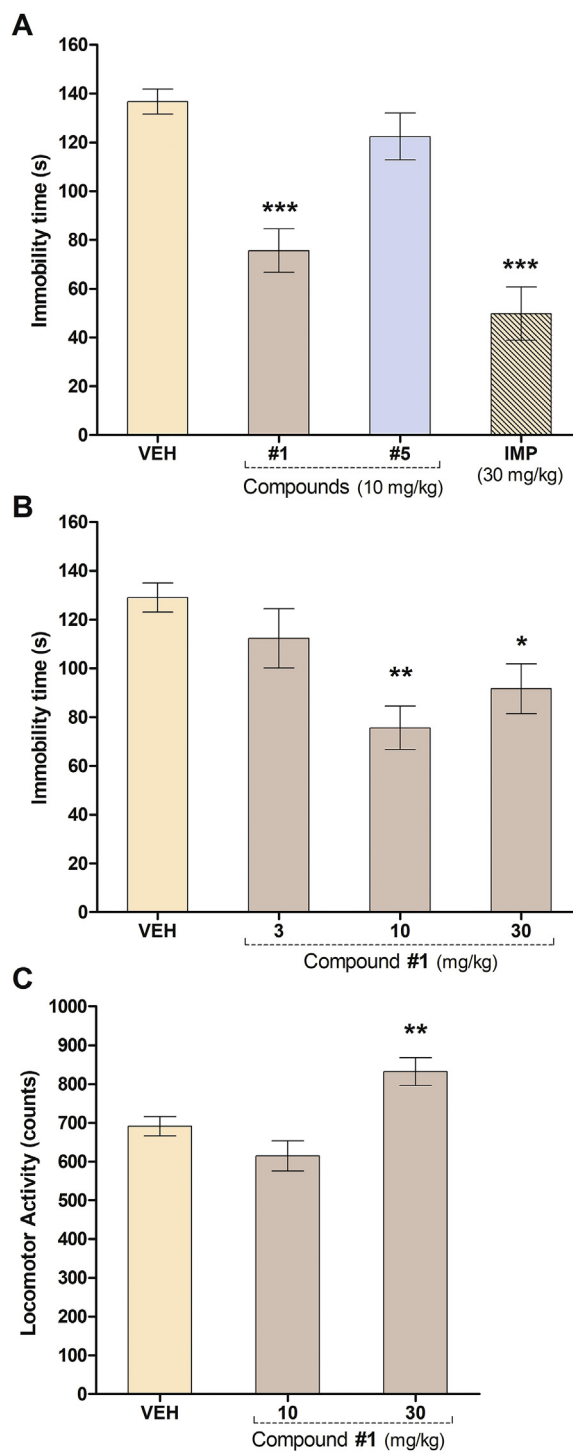 A
160
140
120
100
80
60
40
20
0
Immobility time (s)
***
***
VEH #1 #5 IMP
Compounds (10 mg/kg) (30 mg/kg)
B
160
140
120
100
80
60
40
20
0
Immobility time (s)
**
*
VEH 3 10 30
Compound #1 (mg/kg)
C
1000
900
800
700
600
500
400
300
200
100
0
Locomotor Activity (counts)
**
VEH 10 30
Compound #1 (mg/kg)